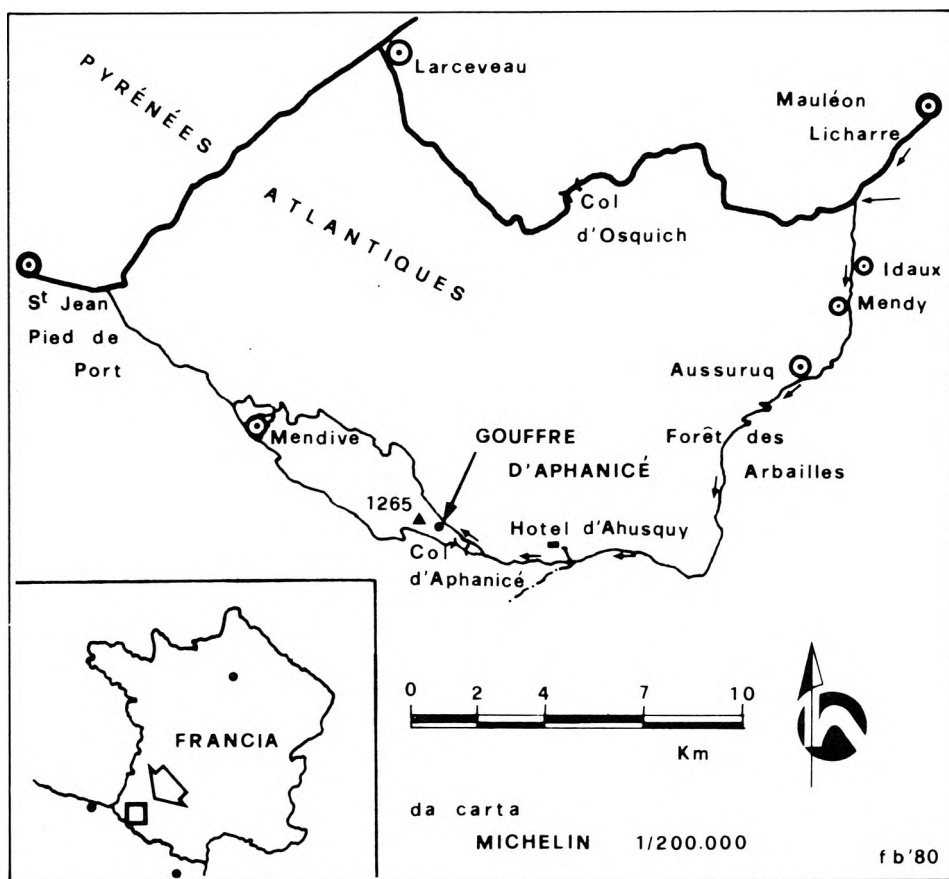 PYRÉNÉES
ATLANTIQUES
Larceveau
Mauléon
Licharre
Col
d'Osquich
Idaux
Mendy
St Jean
Pied de
Port
Aussuruq
Mendive
GOUFFRE
D'APHANICÉ
Forêt des
Arbailles
1265
Hotel d'Ahusquy
Col
d'Aphanicé
FRANCIA
0 2 4 7 10
Km
da carta
MICHELIN 1/200.000
fb'80